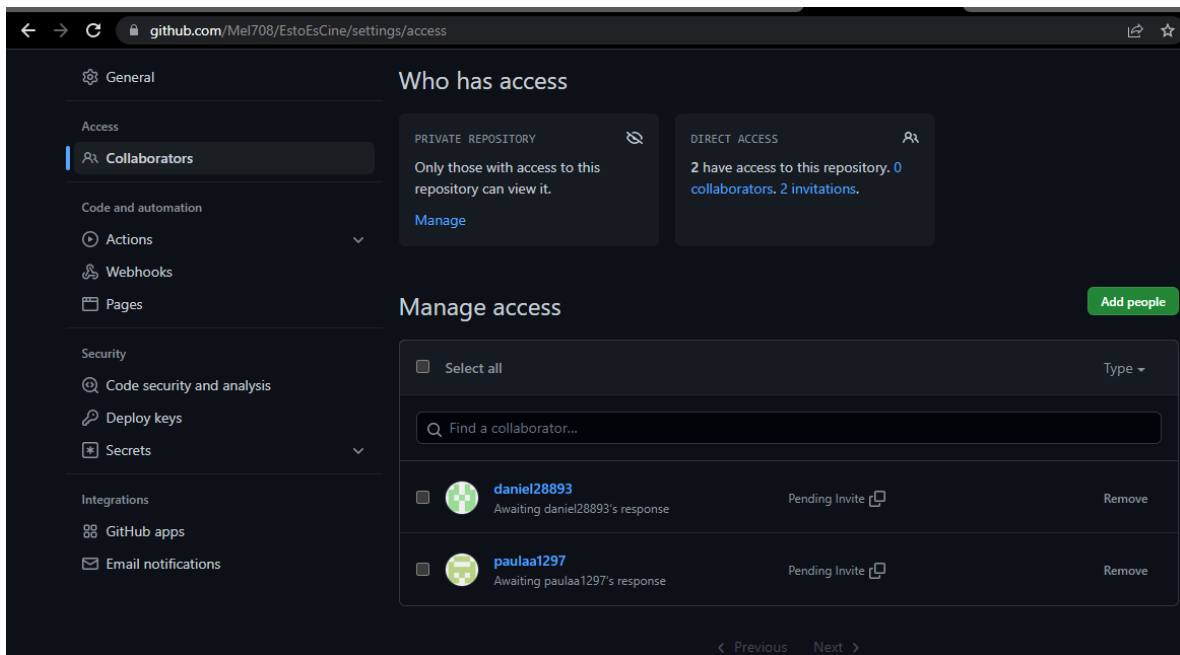 github.com/Mel708/EstoEsCine/settings/access
General
Access
Collaborators
Code and automation
Actions
Webhooks
Pages
Security
Code security and analysis
Deploy keys
Secrets
Integrations
GitHub apps
Email notifications
Who has access
PRIVATE REPOSITORY
Only those with access to this
repository can view it.
Manage
DIRECT ACCESS
2 have access to this repository. 0
collaborators. 2 invitations.
Manage access
Add people
Select all
Type
Find a collaborator...
daniel28893
Awaiting daniel28893's response
Pending Invite
Remove
paulaa1297
Awaiting paulaa1297's response
Pending Invite
Remove
Previous Next